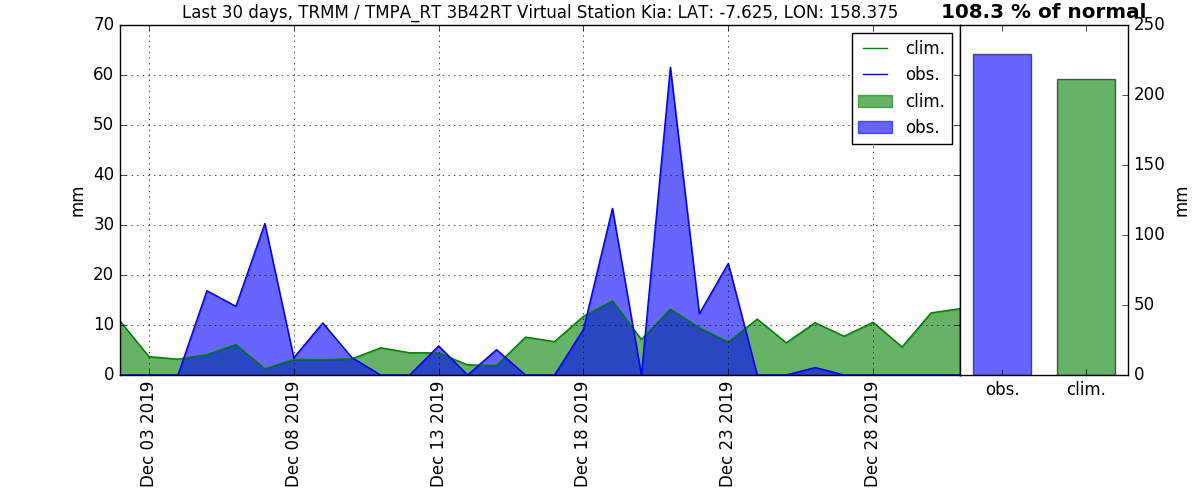 Last 30 days, TRMM / TMPA_RT 3B42RT Virtual Station Kia: LAT: -7.625, LON: 158.375
108.3 % of normal
70
60
50
40
30
20
10
0
mm
clim.
obs.
clim.
obs.
Dec 03 2019
Dec 08 2019
Dec 13 2019
Dec 18 2019
Dec 23 2019
Dec 28 2019
250
200
150
100
50
0
mm
obs.
clim.